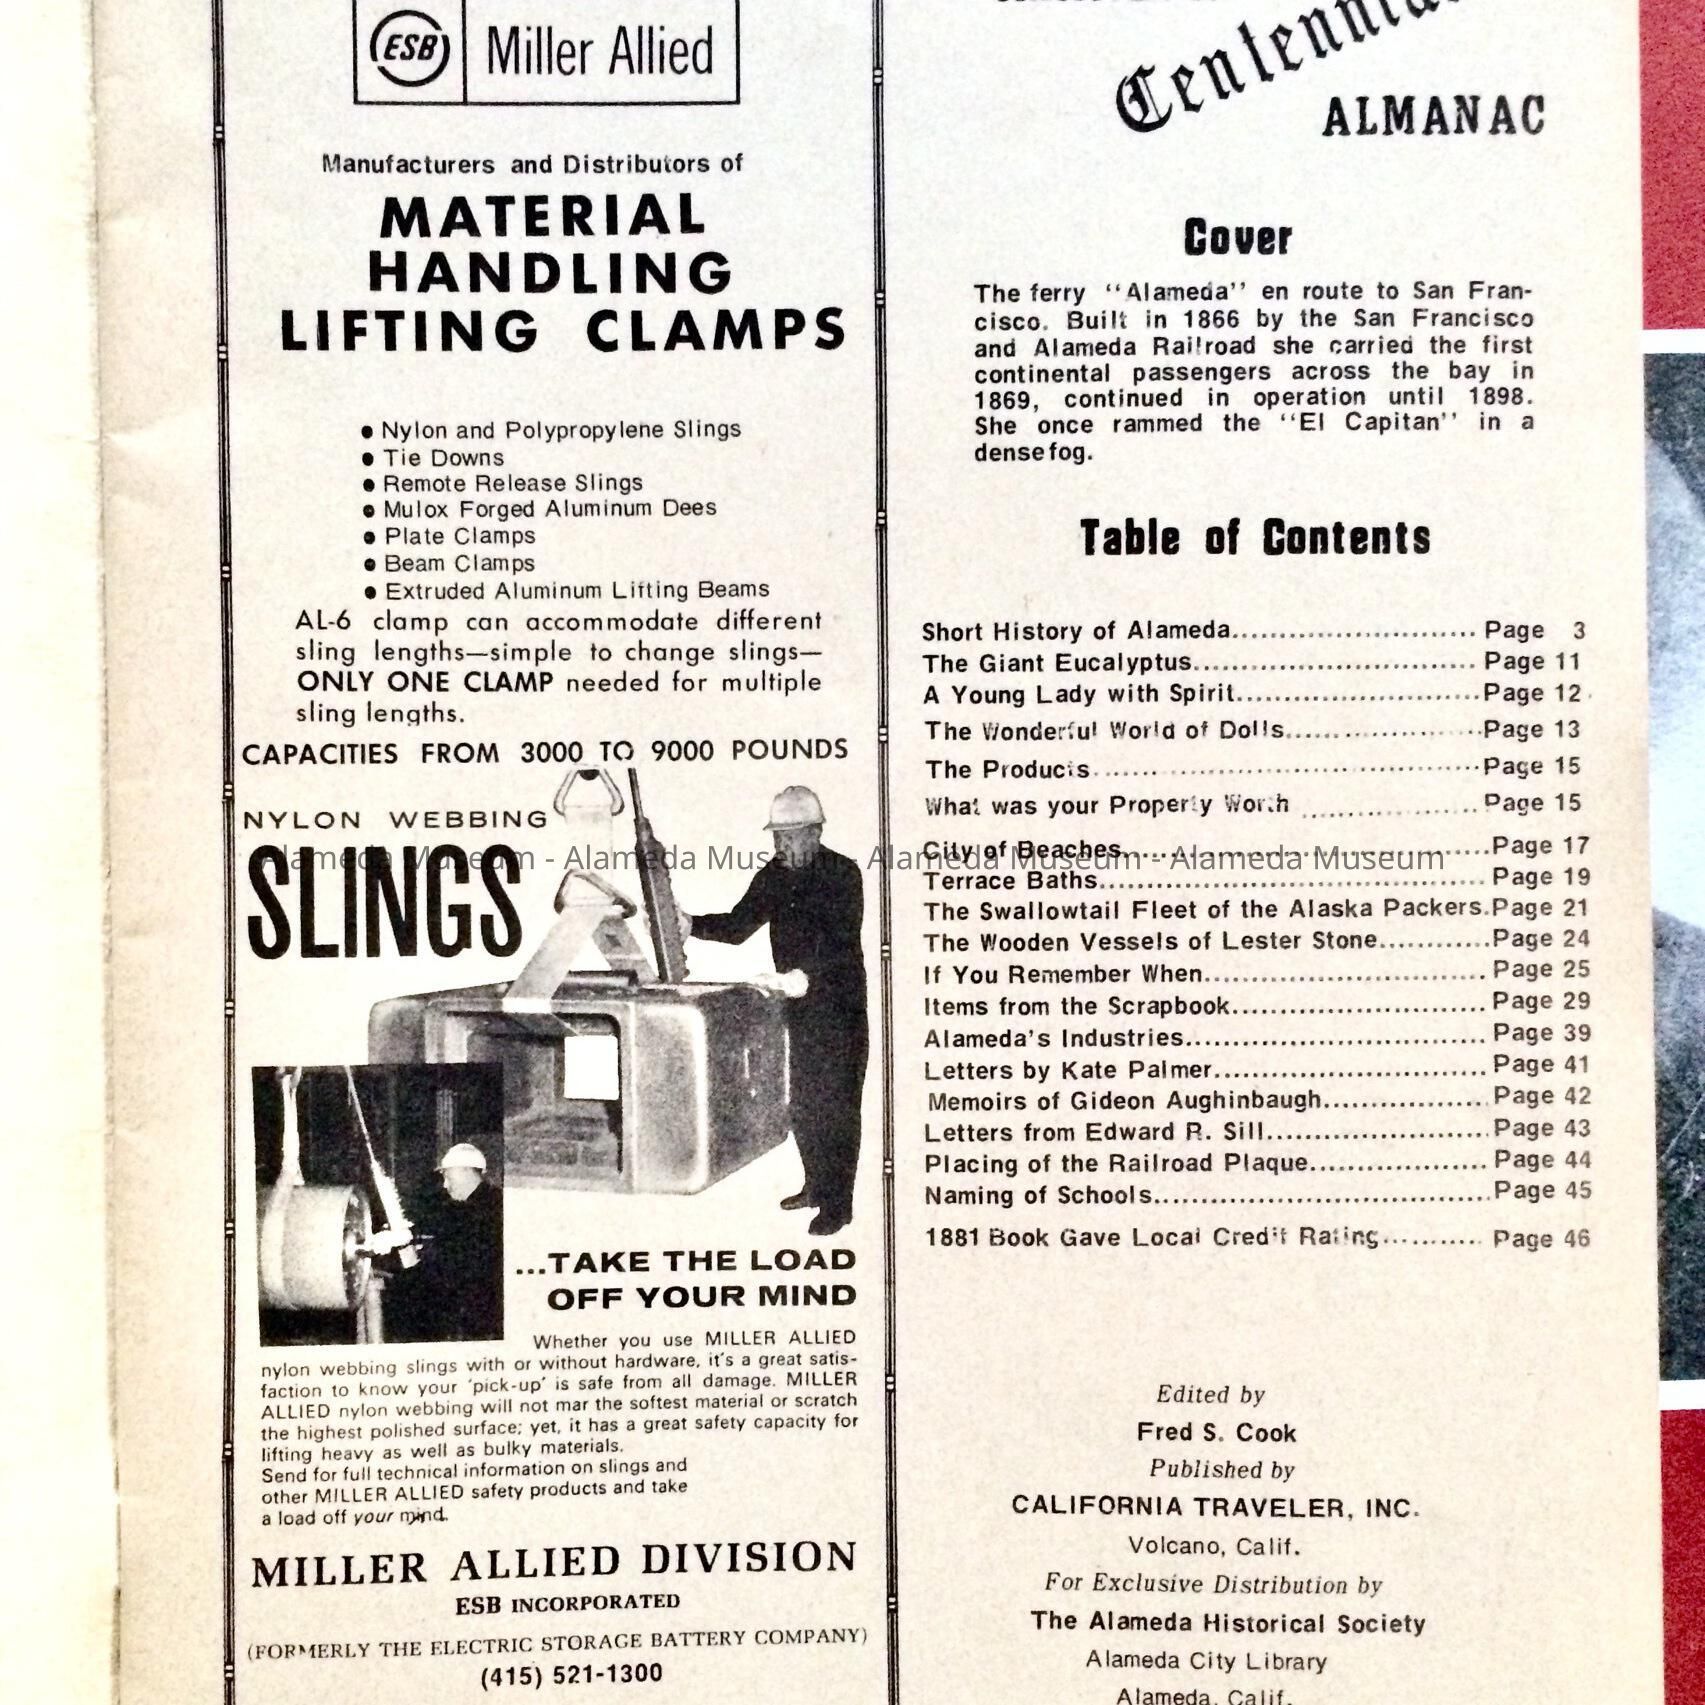 ESB
Miller Allied
Manufacturers and Distributors of
MATERIAL
HANDLING
LIFTING CLAMPS
● Nylon and Polypropylene Slings
● Tie Downs
● Remote Release Slings
● Mulox Forged Aluminum Dees
● Plate Clamps
● Beam Clamps
● Extruded Aluminum Lifting Beams
AL-6 clamp can accommodate different
sling lengths—simple to change slings—
ONLY ONE CLAMP needed for multiple
sling lengths.
CAPACITIES FROM 3000 TO 9000 POUNDS
NYLON WEBBING
SLINGS
...TAKE THE LOAD
OFF YOUR MIND
Whether you use MILLER ALLIED
nylon webbing slings with or without hardware, it's a great satis-
faction to know your 'pick-up' is safe from all damage. MILLER
ALLIED nylon webbing will not mar the softest material or scratch
the highest polished surface; yet, it has a great safety capacity for
lifting heavy as well as bulky materials.
Send for full technical information on slings and
other MILLER ALLIED safety products and take
a load off your mind.
MILLER ALLIED DIVISION
ESB INCORPORATED
(FORMERLY THE ELECTRIC STORAGE BATTERY COMPANY)
(415) 521-1300
Centennial
ALMANAC
Cover
The ferry "Alameda" en route to San Fran-
cisco. Built in 1866 by the San Francisco
and Alameda Railroad she carried the first
continental passengers across the bay in
1869, continued in operation until 1898.
She once rammed the "El Capitan" in a
dense fog.
Table of Contents
Short History of Alameda........................... Page 3
The Giant Eucalyptus............................... Page 11
A Young Lady with Spirit...........................Page 12
The Wonderful World of Dolls.......................Page 13
The Products.......................................Page 15
What was your Property Worth ......................Page 15
City of Beaches....................................Page 17
Terrace Baths...................................... Page 19
The Swallowtail Fleet of the Alaska Packers.Page 21
The Wooden Vessels of Lester Stone............Page 24
If You Remember When............................... Page 25
Items from the Scrapbook........................... Page 29
Alameda's Industries............................... Page 39
Letters by Kate Palmer............................. Page 41
Memoirs of Gideon Aughinbaugh.................. Page 42
Letters from Edward R. Sill........................ Page 43
Placing of the Railroad Plaque.................... Page 44
Naming of Schools..................................Page 45
1881 Book Gave Local Credit Rating........... Page 46
Edited by
Fred S. Cook
Published by
CALIFORNIA TRAVELER, INC.
Volcano, Calif.
For Exclusive Distribution by
The Alameda Historical Society
Alameda City Library
Alameda, Calif.
Alameda Museum - Alameda Museum - Alameda Museum - Alameda Museum